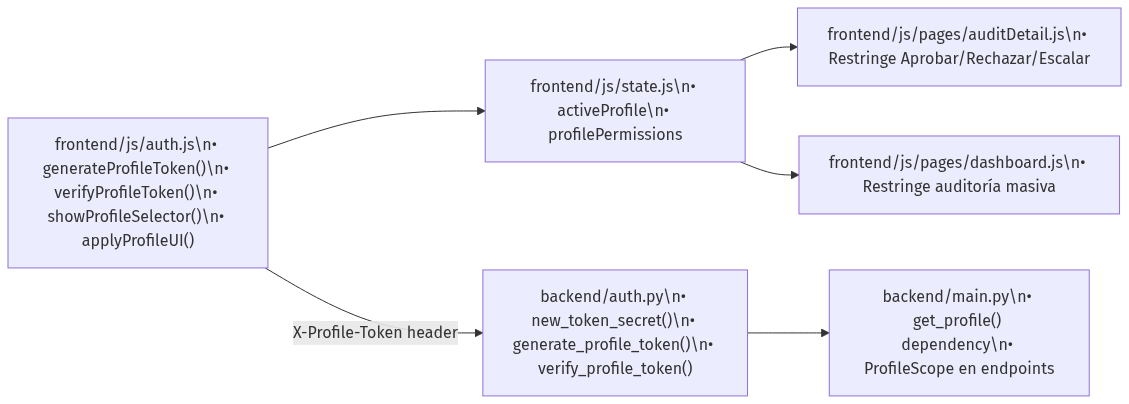 frontend/js/auth.js\n•
generateProfileToken()\n•
verifyProfileToken()\n•
showProfileSelector()\n•
applyProfileUI()
X-Profile-Token header
frontend/js/state.js\n•
activeProfile\n•
profilePermissions
backend/auth.py\n•
new_token_secret()\n•
generate_profile_token()\n•
verify_profile_token()
frontend/js/pages/auditDetail.js\n•
Restringe Aprobar/Rechazar/Escalar
frontend/js/pages/dashboard.js\n•
Restringe auditoría masiva
backend/main.py\n•
get_profile()
dependency\n•
ProfileScope en endpoints